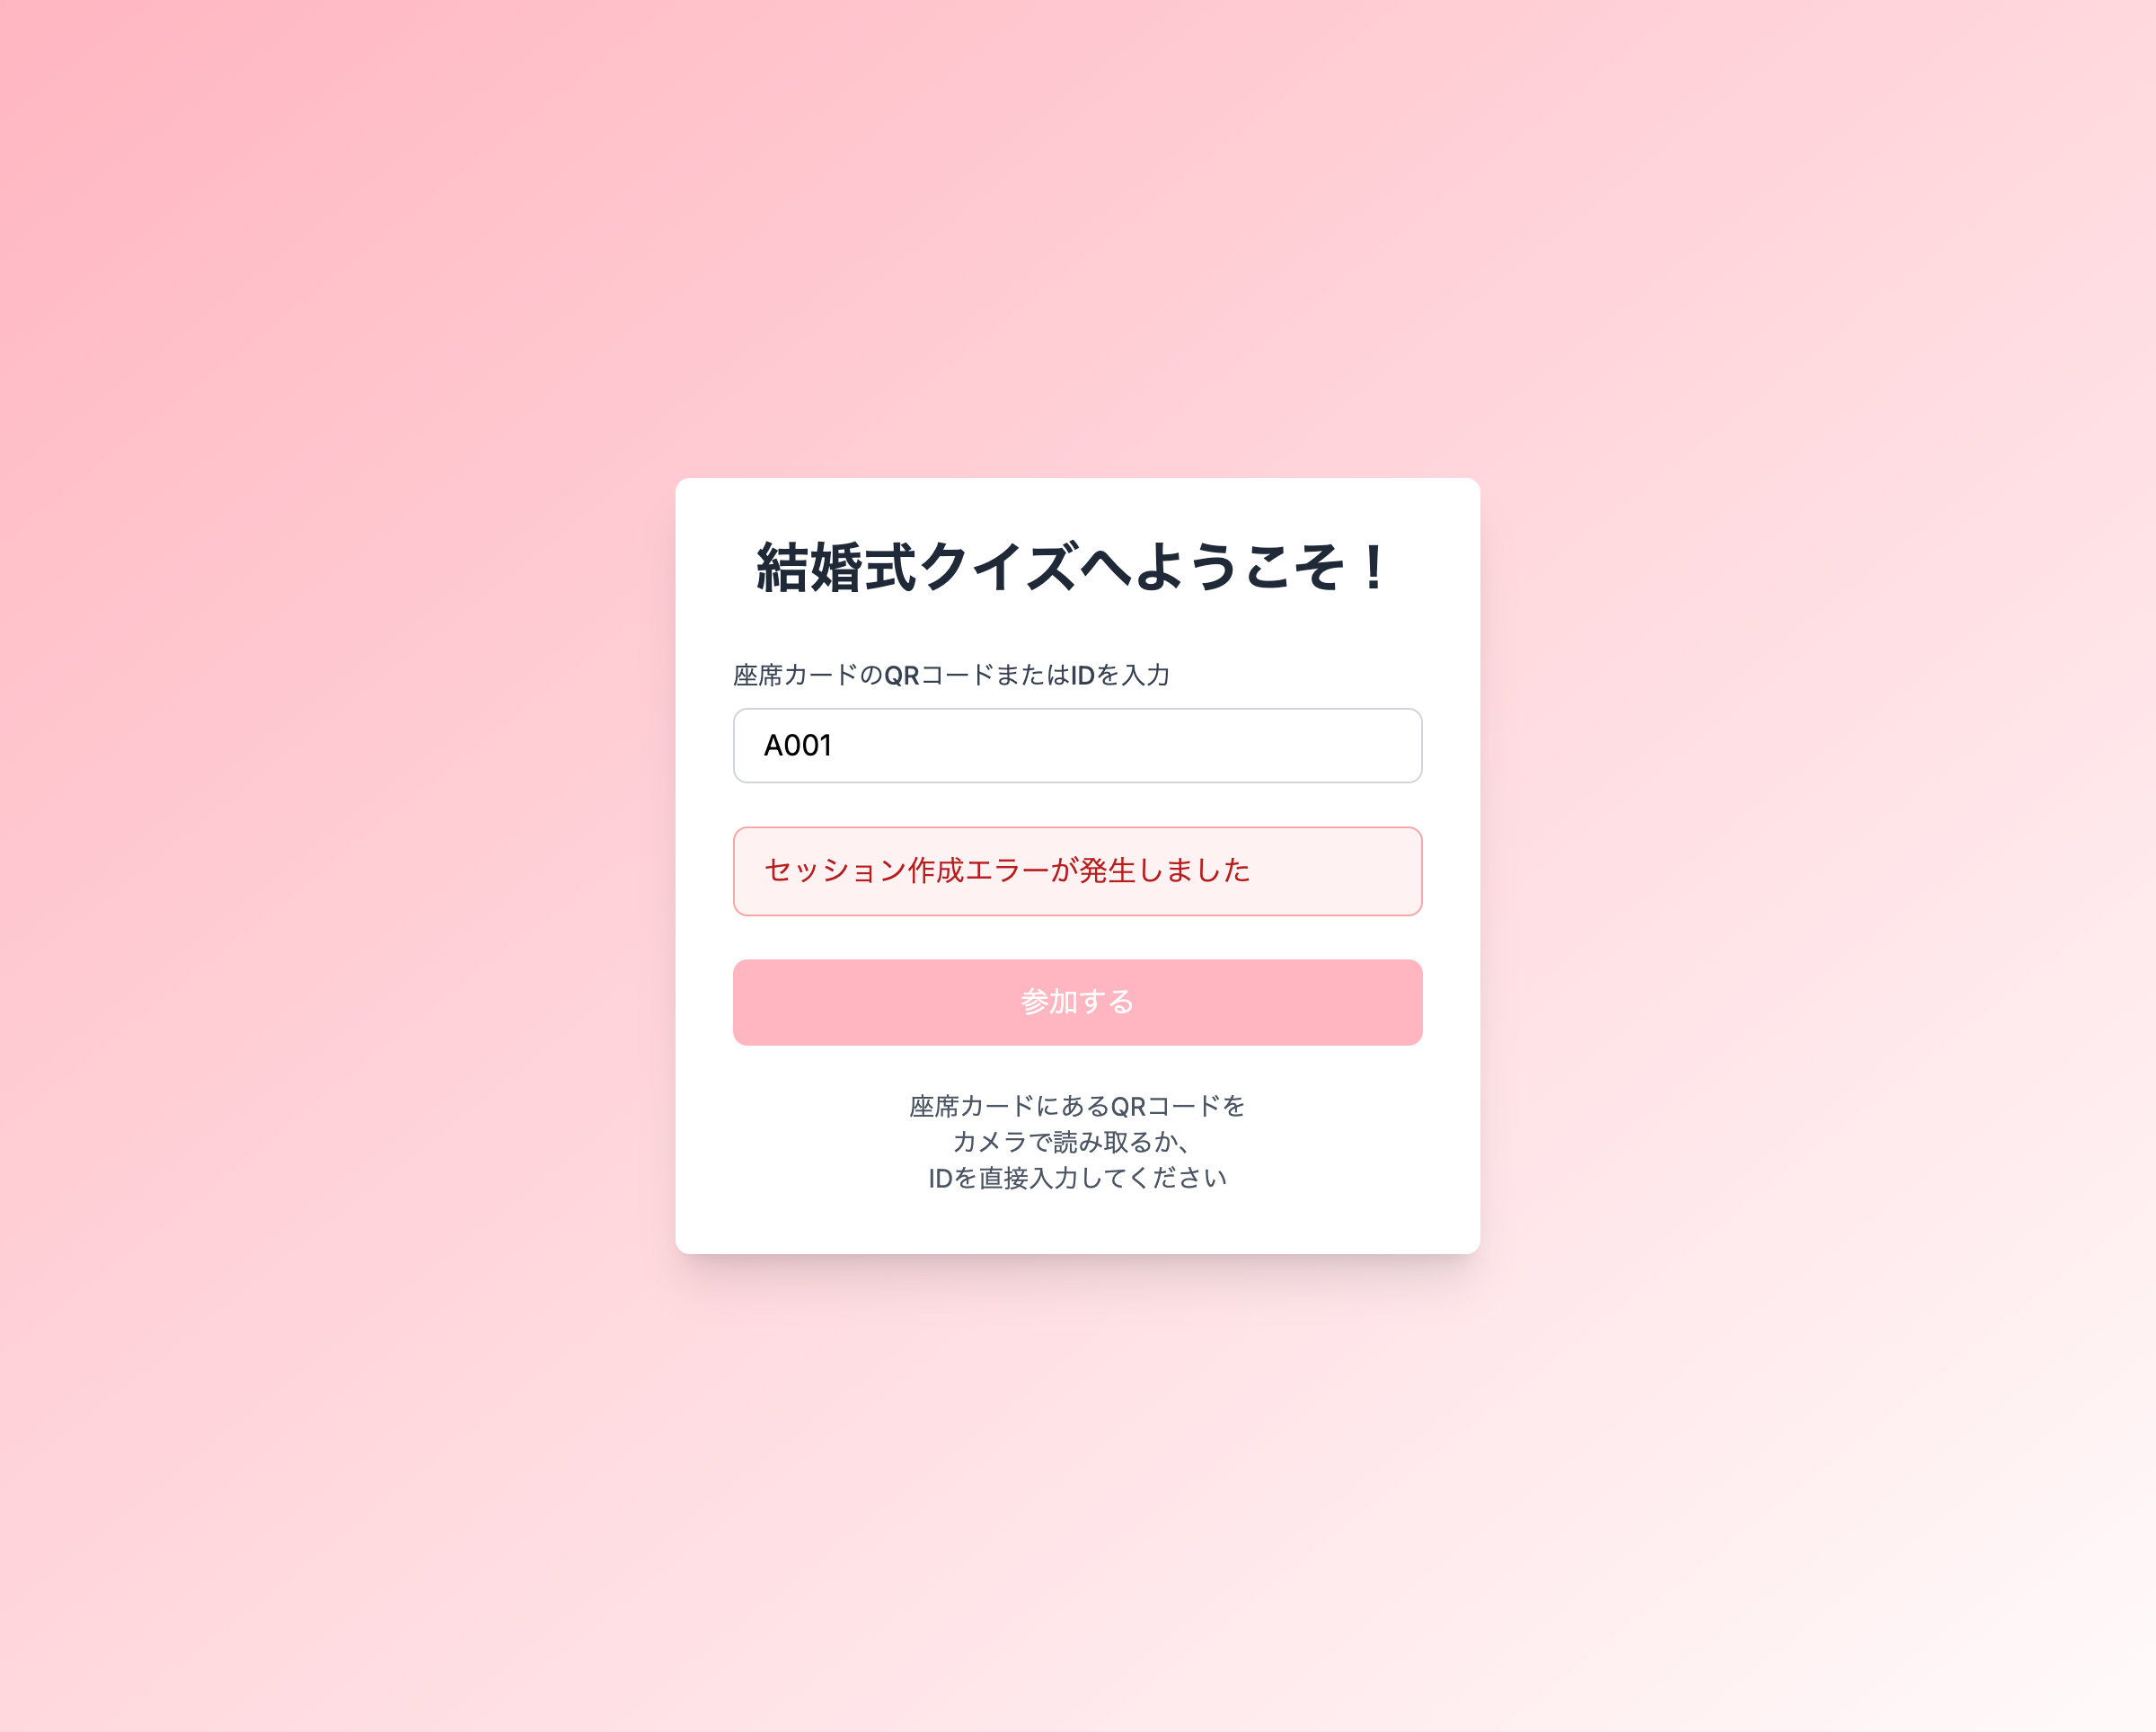 結婚式クイズへようこそ！
座席カードのQRコードまたはIDを入力
A001
セッション作成エラーが発生しました
参加する
座席カードにあるQRコードを
カメラで読み取るか、
IDを直接入力してください